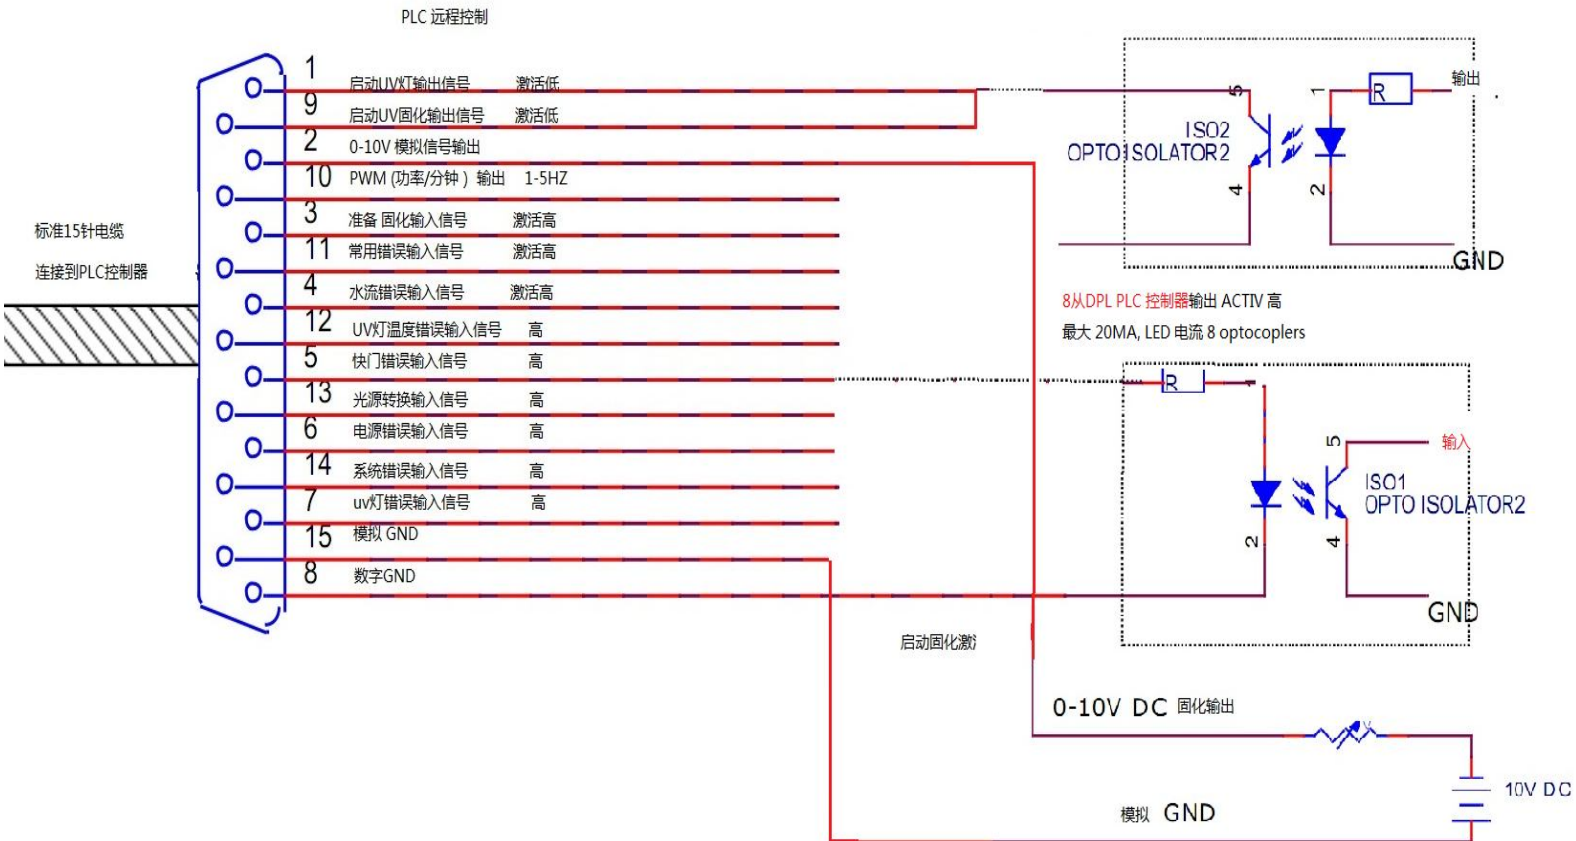 PLC 远程控制
1
启动UV灯输出信号 激活低
9
启动UV固化输出信号 激活低
2
0-10V 模拟信号输出
10
PWM (功率/分钟 ) 输出 1-5HZ
3
准备 固化输入信号 激活高
11
常用错误输入信号 激活高
4
水流错误输入信号 激活高
12
UV灯温度错误输入信号 高
5
快门错误输入信号 高
13
光源转换输入信号 高
6
电源错误输入信号 高
14
系统错误输入信号 高
7
uv灯错误输入信号 高
15
模拟 GND
8
数字GND
标准15针电缆
连接到PLC控制器
5
1
R
输出
ISO2
OPTO ISOLATOR2
4
2
GND
8从DPL PLC 控制器输出 ACTIV 高
最大 20MA, LED 电流 8 optocoplers
R
1
5
输入
ISO1
OPTO ISOLATOR2
2
4
GND
启动固化激
0-10V DC 固化输出
V
10V DC
模拟 GND